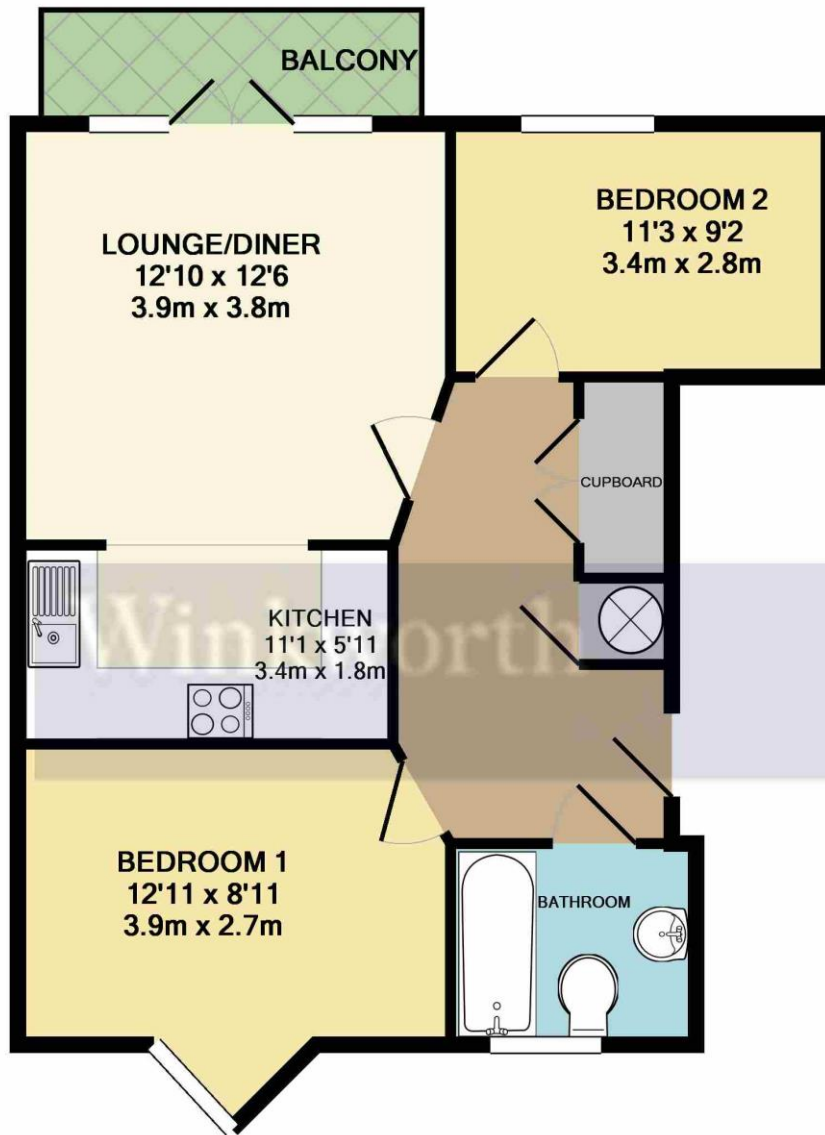 BALCONY
LOUNGE/DINER
12'10 x 12'6
3.9m x 3.8m
BEDROOM 2
11'3 x 9'2
3.4m x 2.8m
CUPBOARD
KITCHEN
11'1 x 5'11
3.4m x 1.8m
Winkworth
BEDROOM 1
12'11 x 8'11
3.9m x 2.7m
BATHROOM